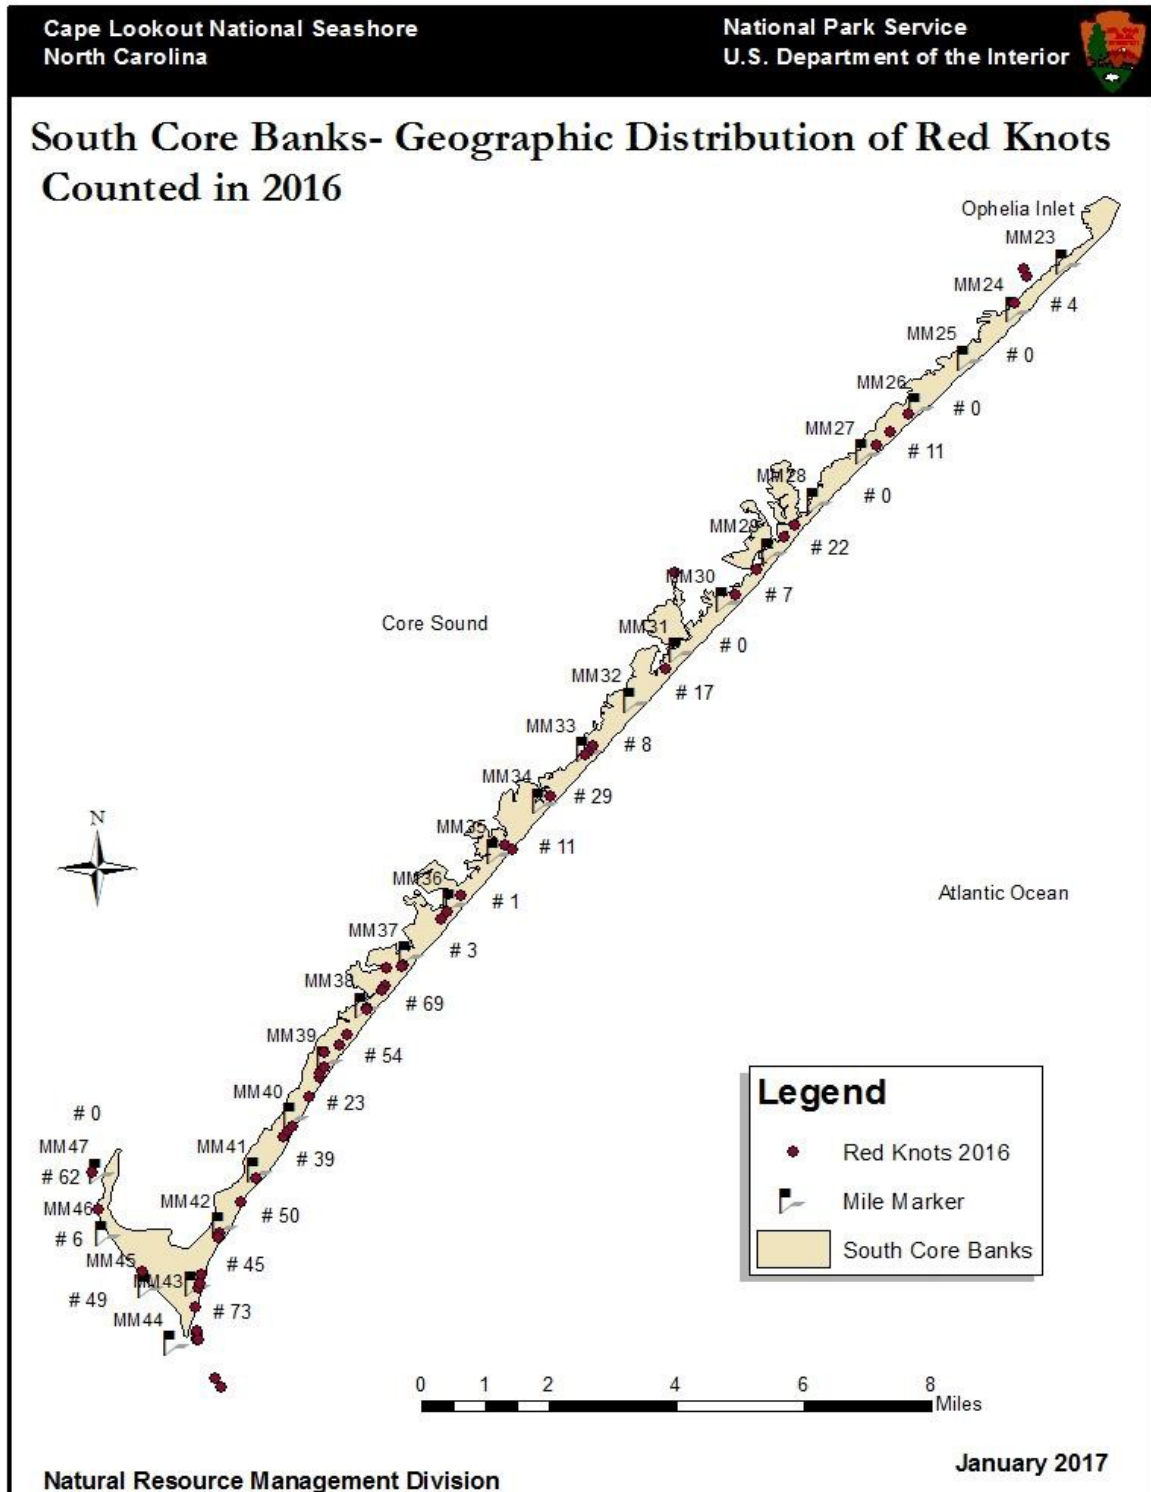 Cape Lookout National Seashore
North Carolina
National Park Service
U.S. Department of the Interior
South Core Banks- Geographic Distribution of Red Knots
Counted in 2016
Ophelia Inlet
MM23
MM24
# 4
MM25
# 0
MM26
# 0
MM27
# 11
MM28
# 0
MM29
# 22
MM30
# 7
MM31
# 0
MM32
# 17
MM33
# 8
MM34
# 29
MM35
# 11
MM36
# 1
MM37
# 3
MM38
# 69
MM39
# 54
MM40
# 23
MM41
# 39
MM42
# 50
# 45
MM43
# 73
MM44
# 49
MM45
# 6
MM46
# 62
MM47
# 0
Core Sound
Atlantic Ocean
N
Legend
Red Knots 2016
Mile Marker
South Core Banks
0 1 2 4 6 8
Miles
January 2017
Natural Resource Management Division